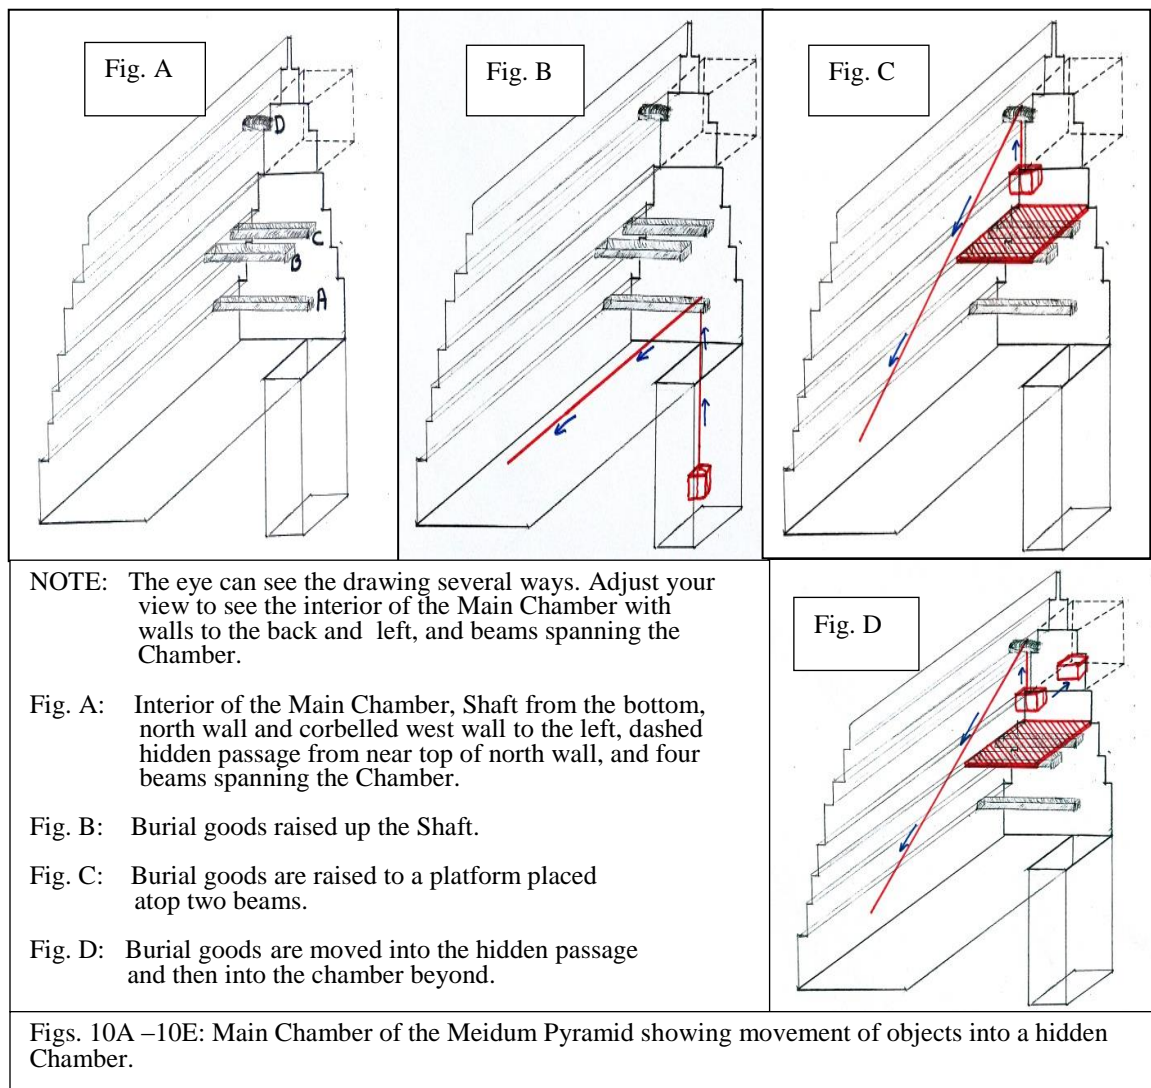 Fig. A
D
C
B
A
Fig. B
Fig. C
NOTE: The eye can see the drawing several ways. Adjust your
view to see the interior of the Main Chamber with
walls to the back and left, and beams spanning the
Chamber.
Fig. A: Interior of the Main Chamber, Shaft from the bottom,
north wall and corbelled west wall to the left, dashed
hidden passage from near top of north wall, and four
beams spanning the Chamber.
Fig. B: Burial goods raised up the Shaft.
Fig. C: Burial goods are raised to a platform placed
atop two beams.
Fig. D: Burial goods are moved into the hidden passage
and then into the chamber beyond.
Fig. D
Figs. 10A –10E: Main Chamber of the Meidum Pyramid showing movement of objects into a hidden
Chamber.